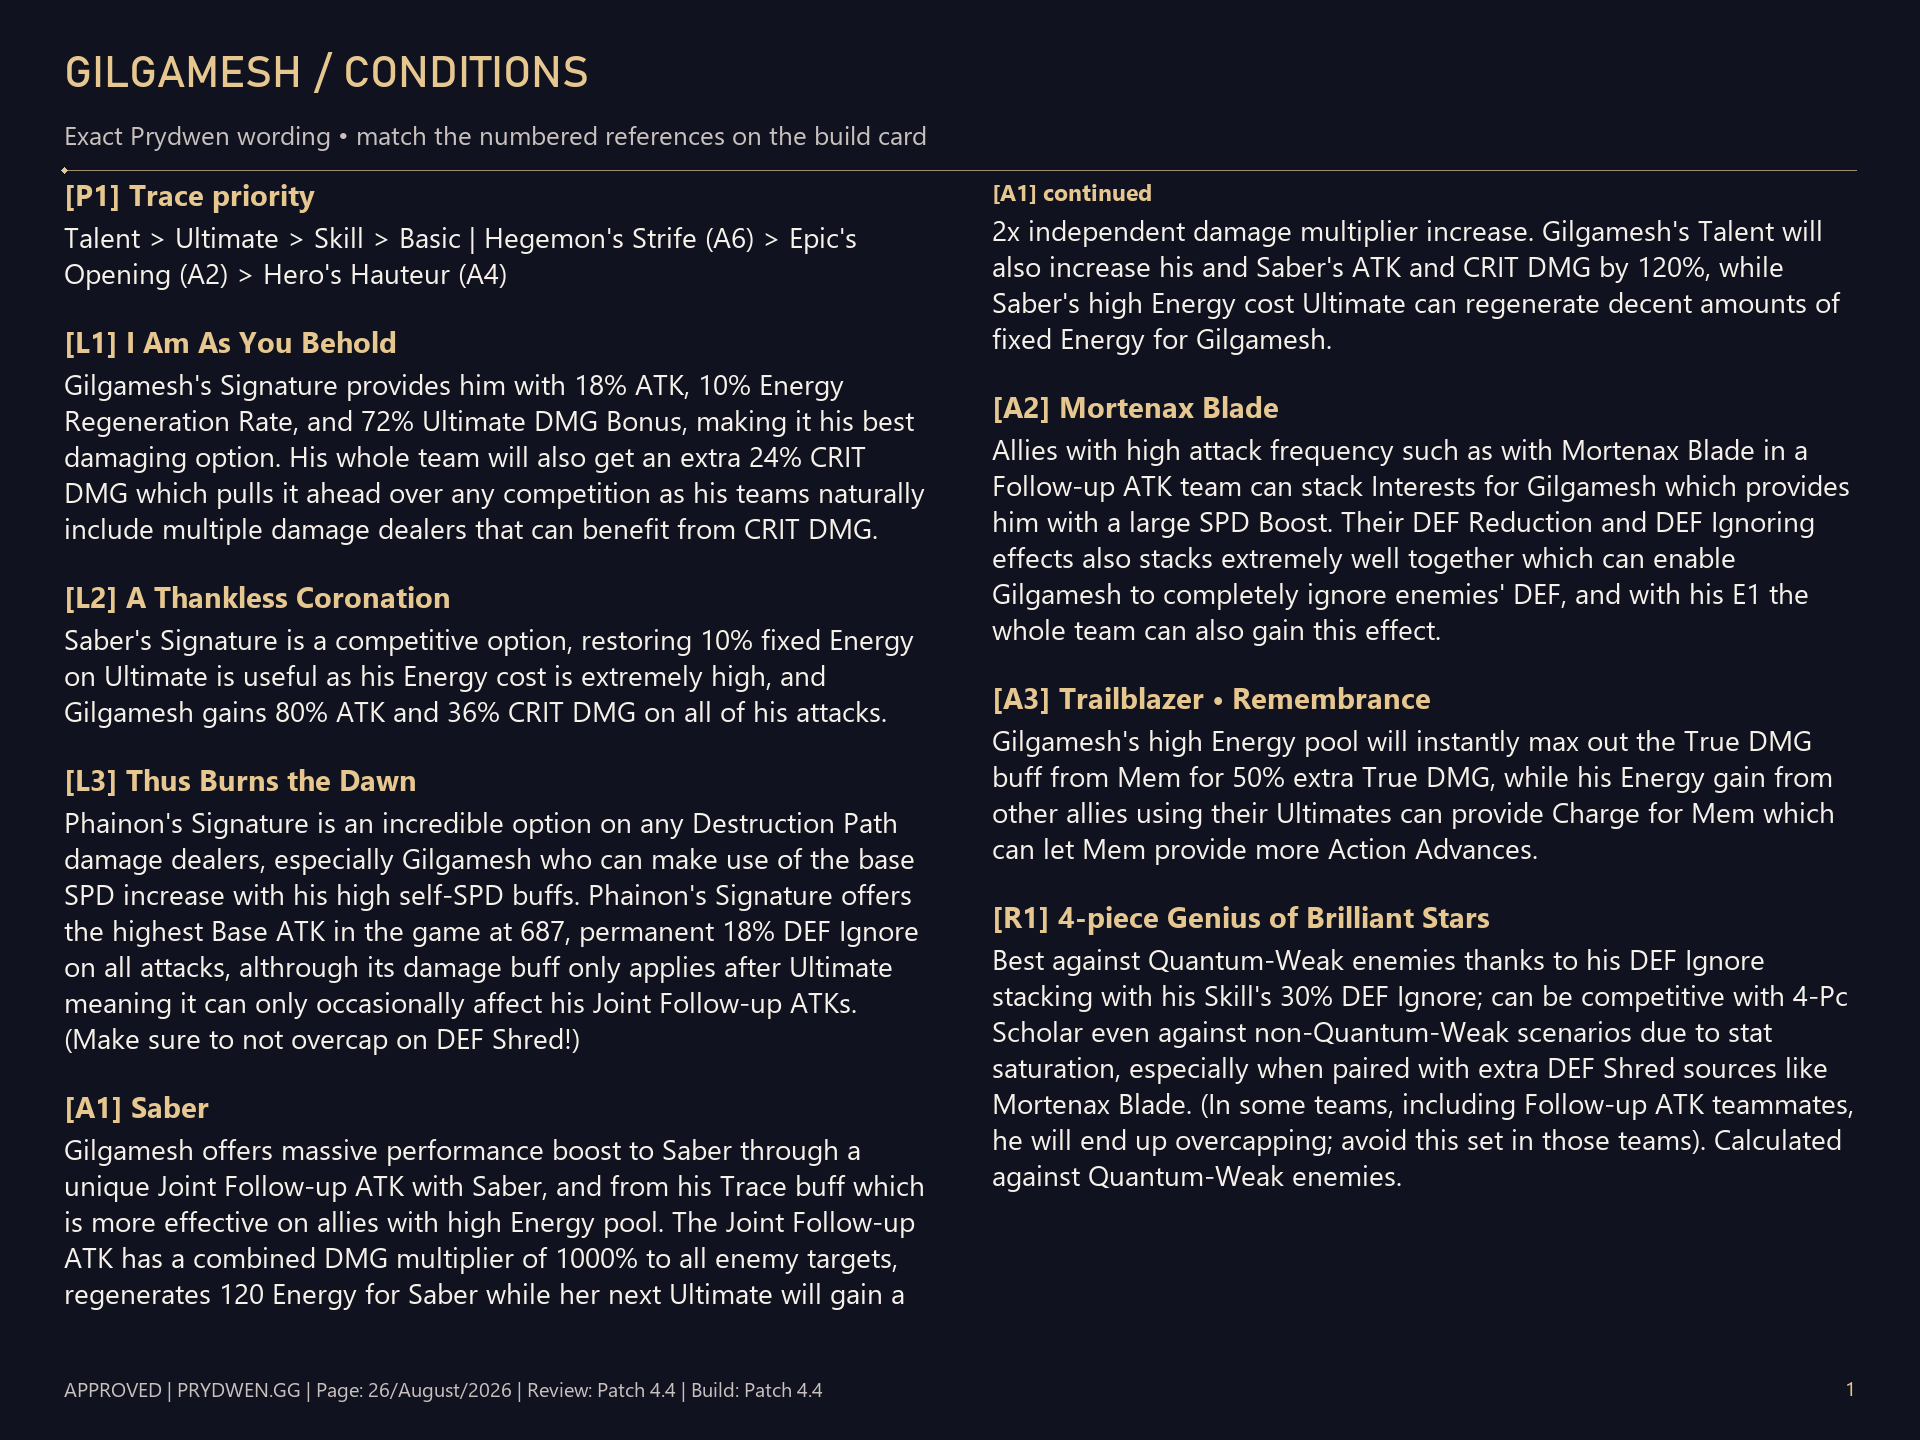 GILGAMESH / CONDITIONS
Exact Prydwen wording • match the numbered references on the build card
[P1] Trace priority
Talent > Ultimate > Skill > Basic | Hegemon's Strife (A6) > Epic's
Opening (A2) > Hero's Hauteur (A4)
[L1] I Am As You Behold
Gilgamesh's Signature provides him with 18% ATK, 10% Energy
Regeneration Rate, and 72% Ultimate DMG Bonus, making it his best
damaging option. His whole team will also get an extra 24% CRIT
DMG which pulls it ahead over any competition as his teams naturally
include multiple damage dealers that can benefit from CRIT DMG.
[L2] A Thankless Coronation
Saber's Signature is a competitive option, restoring 10% fixed Energy
on Ultimate is useful as his Energy cost is extremely high, and
Gilgamesh gains 80% ATK and 36% CRIT DMG on all of his attacks.
[L3] Thus Burns the Dawn
Phainon's Signature is an incredible option on any Destruction Path
damage dealers, especially Gilgamesh who can make use of the base
SPD increase with his high self-SPD buffs. Phainon's Signature offers
the highest Base ATK in the game at 687, permanent 18% DEF Ignore
on all attacks, althrough its damage buff only applies after Ultimate
meaning it can only occasionally affect his Joint Follow-up ATKs.
(Make sure to not overcap on DEF Shred!)
[A1] Saber
Gilgamesh offers massive performance boost to Saber through a
unique Joint Follow-up ATK with Saber, and from his Trace buff which
is more effective on allies with high Energy pool. The Joint Follow-up
ATK has a combined DMG multiplier of 1000% to all enemy targets,
regenerates 120 Energy for Saber while her next Ultimate will gain a
[A1] continued
2x independent damage multiplier increase. Gilgamesh's Talent will
also increase his and Saber's ATK and CRIT DMG by 120%, while
Saber's high Energy cost Ultimate can regenerate decent amounts of
fixed Energy for Gilgamesh.
[A2] Mortenax Blade
Allies with high attack frequency such as with Mortenax Blade in a
Follow-up ATK team can stack Interests for Gilgamesh which provides
him with a large SPD Boost. Their DEF Reduction and DEF Ignoring
effects also stacks extremely well together which can enable
Gilgamesh to completely ignore enemies' DEF, and with his E1 the
whole team can also gain this effect.
[A3] Trailblazer • Remembrance
Gilgamesh's high Energy pool will instantly max out the True DMG
buff from Mem for 50% extra True DMG, while his Energy gain from
other allies using their Ultimates can provide Charge for Mem which
can let Mem provide more Action Advances.
[R1] 4-piece Genius of Brilliant Stars
Best against Quantum-Weak enemies thanks to his DEF Ignore
stacking with his Skill's 30% DEF Ignore; can be competitive with 4-Pc
Scholar even against non-Quantum-Weak scenarios due to stat
saturation, especially when paired with extra DEF Shred sources like
Mortenax Blade. (In some teams, including Follow-up ATK teammates,
he will end up overcapping; avoid this set in those teams). Calculated
against Quantum-Weak enemies.
APPROVED | PRYDWEN.GG | Page: 26/August/2026 | Review: Patch 4.4 | Build: Patch 4.4
1